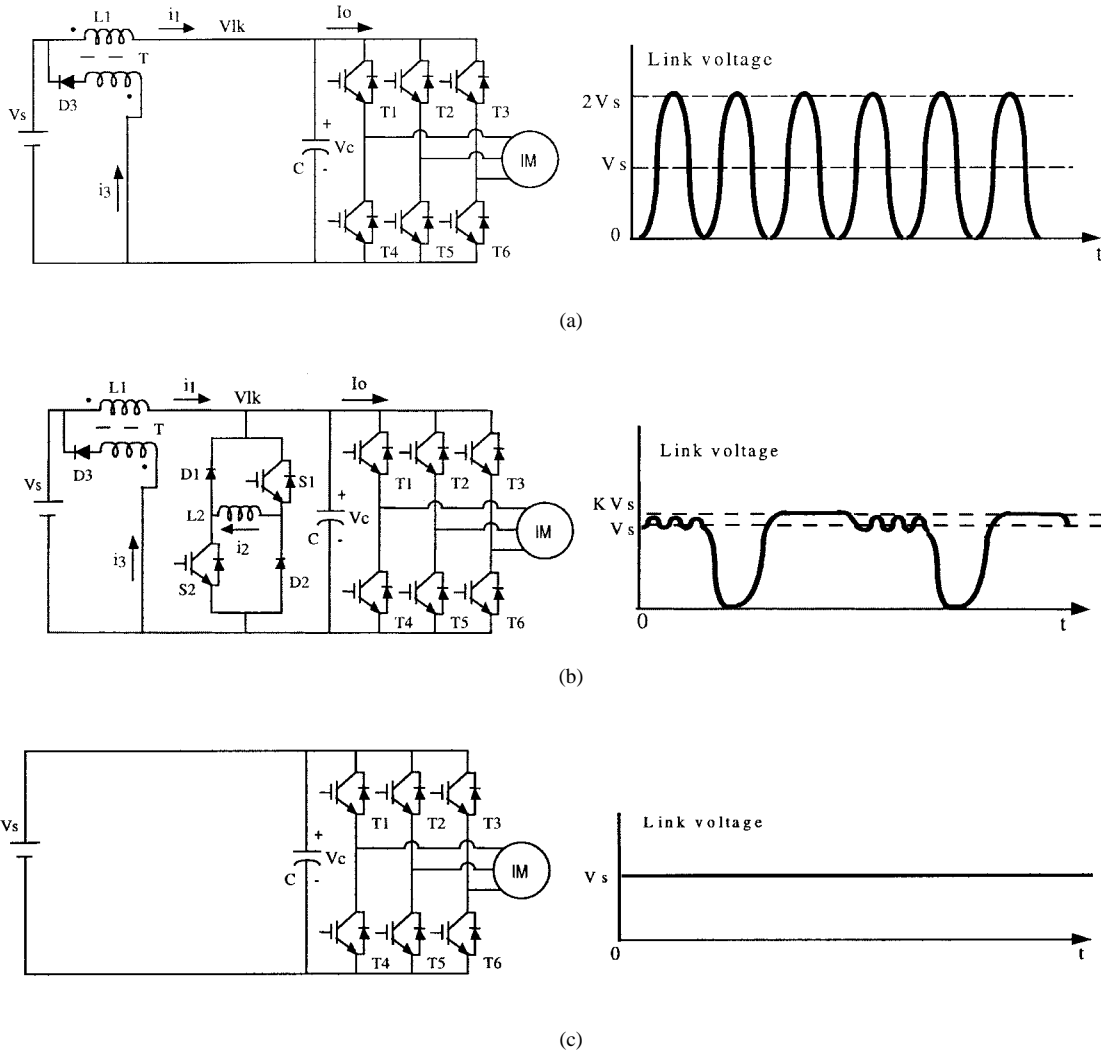 L1 i1 Vlk Io
T
D3
Vs
i3
+
C Vc
-
T1 T2 T3
IM
T4 T5 T6
Link voltage
2Vs
Vs
0
t
(a)
L1 i1 Vlk Io
T
D3
Vs
i3
D1 S1
L2
i2
S2 D2
+
C Vc
-
T1 T2 T3
IM
T4 T5 T6
Link voltage
K Vs
Vs
0 t
(b)
Vs
+
C Vc
-
T1 T2 T3
IM
T4 T5 T6
Link voltage
Vs
0 t
(c)